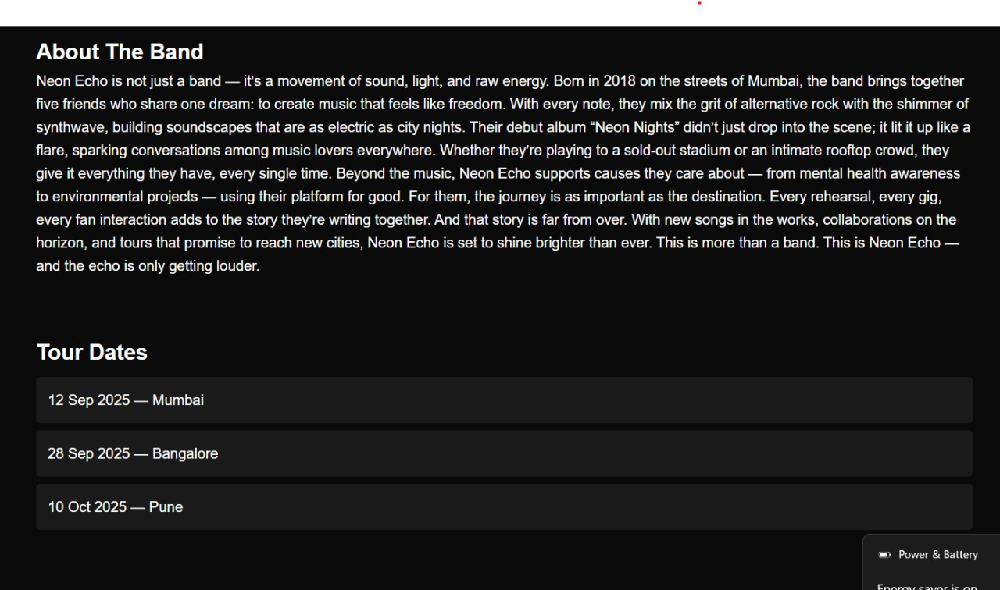 About The Band
Neon Echo is not just a band — it’s a movement of sound, light, and raw energy. Born in 2018 on the streets of Mumbai, the band brings together
five friends who share one dream: to create music that feels like freedom. With every note, they mix the grit of alternative rock with the shimmer of
synthwave, building soundscapes that are as electric as city nights. Their debut album “Neon Nights” didn’t just drop into the scene; it lit it up like a
flare, sparking conversations among music lovers everywhere. Whether they’re playing to a sold-out stadium or an intimate rooftop crowd, they
give it everything they have, every single time. Beyond the music, Neon Echo supports causes they care about — from mental health awareness
to environmental projects — using their platform for good. For them, the journey is as important as the destination. Every rehearsal, every gig,
every fan interaction adds to the story they’re writing together. And that story is far from over. With new songs in the works, collaborations on the
horizon, and tours that promise to reach new cities, Neon Echo is set to shine brighter than ever. This is more than a band. This is Neon Echo —
and the echo is only getting louder.
Tour Dates
12 Sep 2025 — Mumbai
28 Sep 2025 — Bangalore
10 Oct 2025 — Pune
Power & Battery
Energy saver is on